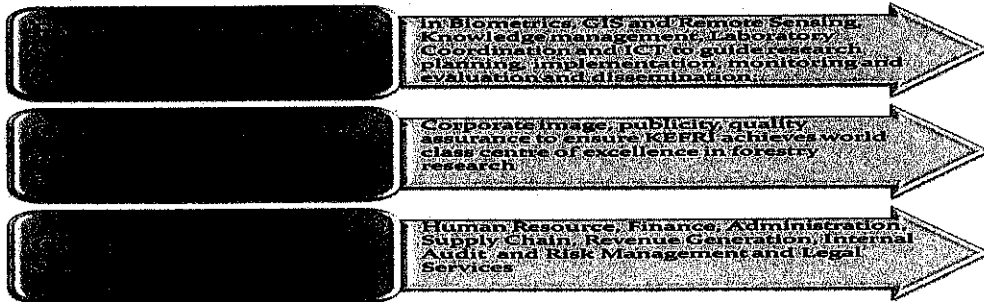 in Biometrics, GIS and Remote Sensing,
Knowledge management, Laboratory
Coordination and ICT to guide research
planning, implementation, monitoring and
evaluation and dissemination.
Corporate image, publicity, quality
assurance to ensure KEFRI achieves world
class centre of excellence in forestry
research
Human Resource, Finance, Administration,
Supply Chain, Revenue Generation, Internal
Audit and Risk Management and Legal
Services